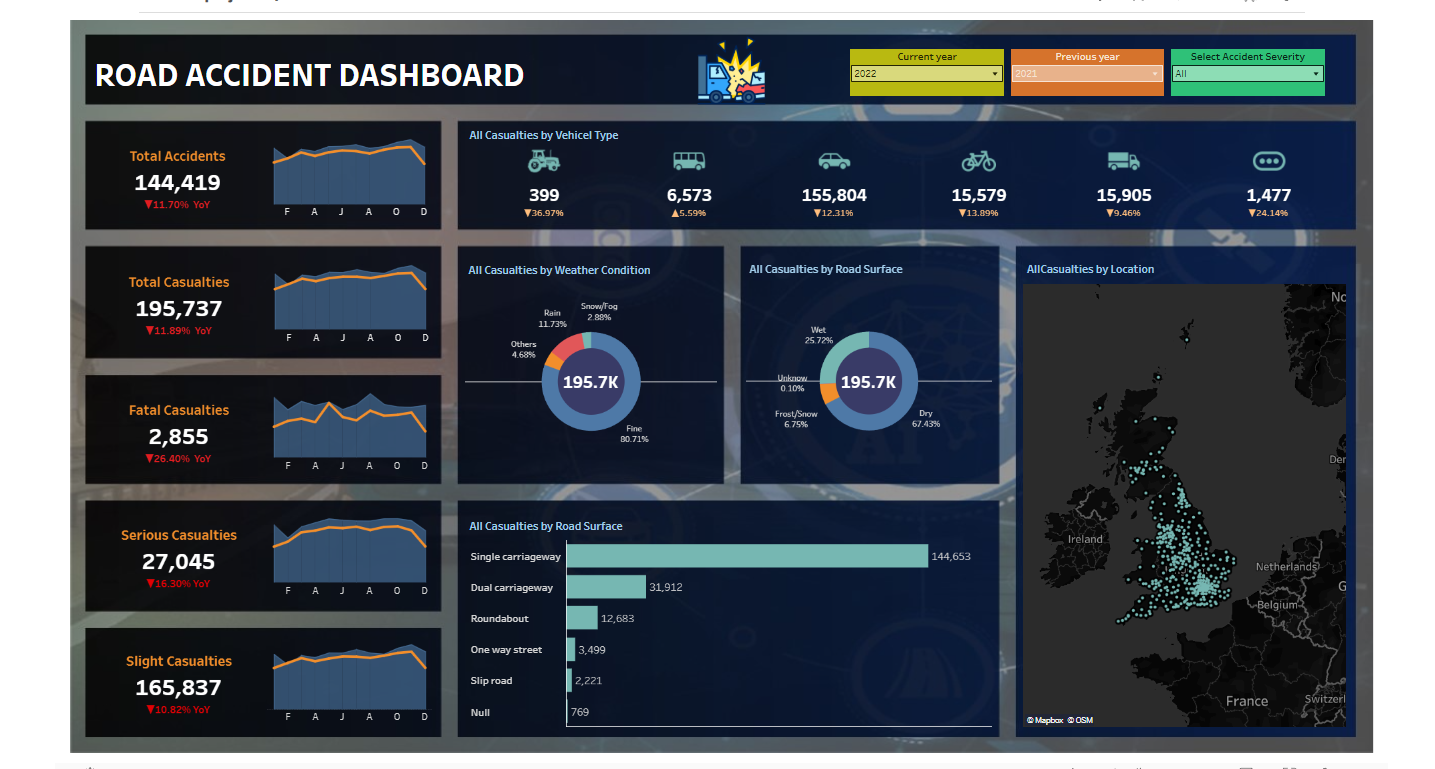 ROAD ACCIDENT DASHBOARD
Current year
2022
Previous year
2021
Select Accident Severity
All
Total Accidents
144,419
▼11.70% YoY
F A J A O D
Total Casualties
195,737
▼11.89% YoY
F A J A O D
Fatal Casualties
2,855
▼26.40% YoY
F A J A O D
Serious Casualties
27,045
▼16.30% YoY
F A J A O D
Slight Casualties
165,837
▼10.82% YoY
F A J A O D
All Casualties by Vehicel Type
399 6,573 155,804 15,579 15,905 1,477
▼36.97% ▲5.59% ▼12.31% ▼13.89% ▼9.46% ▼24.14%
All Casualties by Weather Condition
Snow/Fog
2.88%
Rain
11.73%
Others
4.68%
195.7K
Fine
80.71%
All Casualties by Road Surface
Wet
25.72%
Unknow
0.10%
195.7K
Frost/Snow
6.75%
Dry
67.43%
All Casualties by Road Surface
Single carriageway 144,653
Dual carriageway 31,912
Roundabout 12,683
One way street 3,499
Slip road 2,221
Null 769
AllCasualties by Location
No
Der
Ireland
Netherlands
G
Belgium
France
Switzerl
© Mapbox © OSM